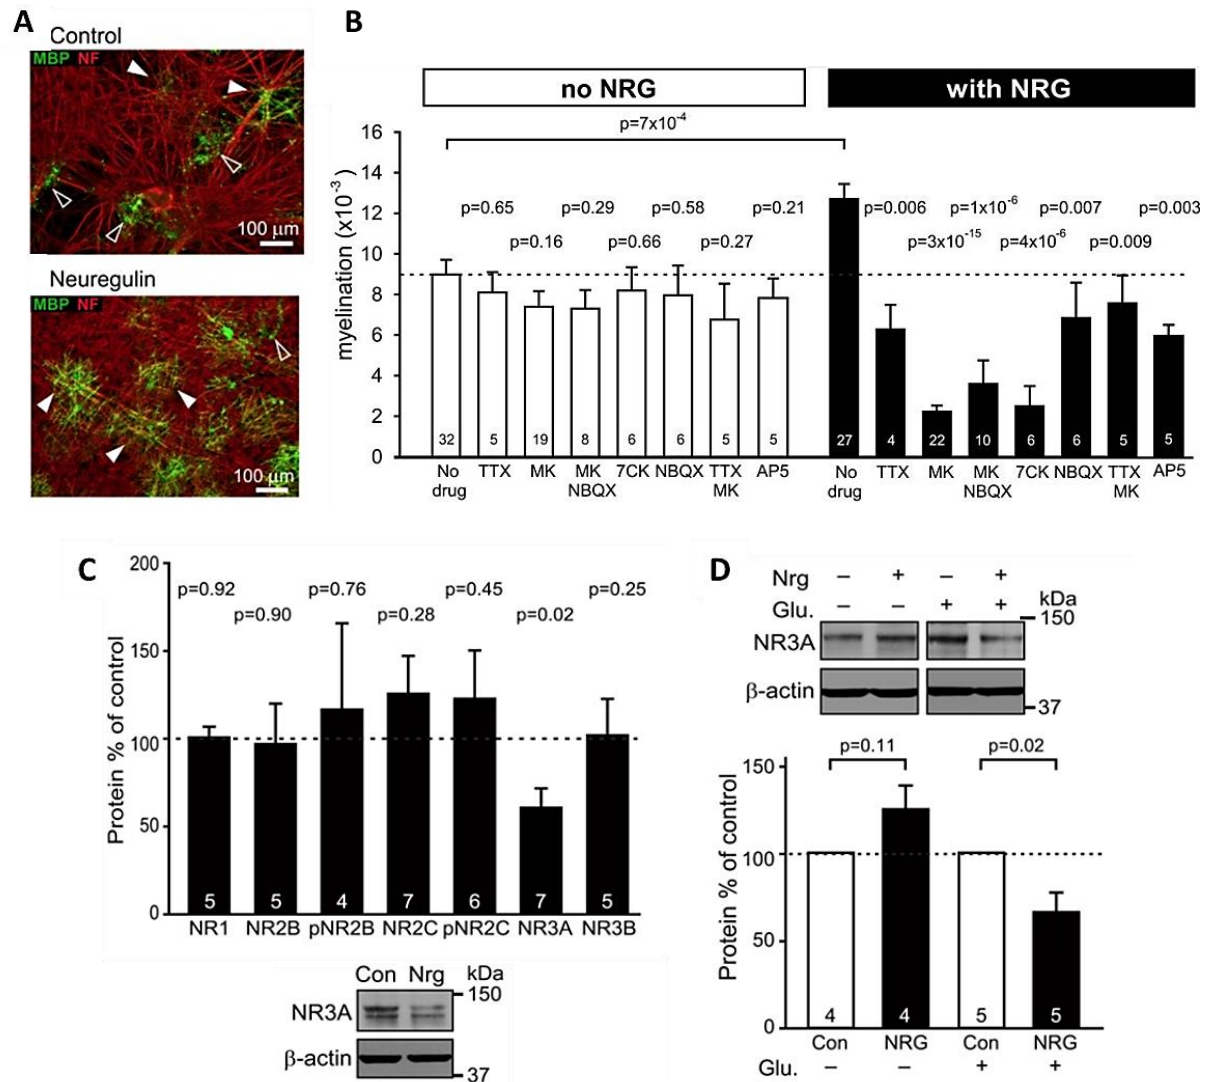 A
Control
MBP NF
100 μm
Neuregulin
MBP NF
100 μm
B
no NRG
with NRG
p=7x10-4
myelination (x10-3)
16
14
12
10
8
6
4
2
0
p=0.65
p=0.29
p=0.58
p=0.21
p=0.16
p=0.66
p=0.27
p=0.006
p=1x10-6
p=0.007
p=0.003
p=3x10-15
p=4x10-6
p=0.009
32 5 19 8 6 6 5 5
27 4 22 10 6 6 5 5
No drug TTX MK MK NBQX 7CK NBQX TTX MK AP5
No drug TTX MK MK NBQX 7CK NBQX TTX MK AP5
C
Protein % of control
200
150
100
50
0
p=0.92
p=0.76
p=0.45
p=0.25
p=0.90
p=0.28
p=0.02
5 5 4 7 6 7 5
NR1 NR2B pNR2B NR2C pNR2C NR3A NR3B
Con Nrg kDa
150
NR3A
β-actin
37
D
Nrg – + – +
Glu. – – + +
kDa
150
NR3A
β-actin
37
p=0.11
p=0.02
Protein % of control
150
100
50
0
4 4 5 5
Con NRG Con NRG
Glu. – – + +